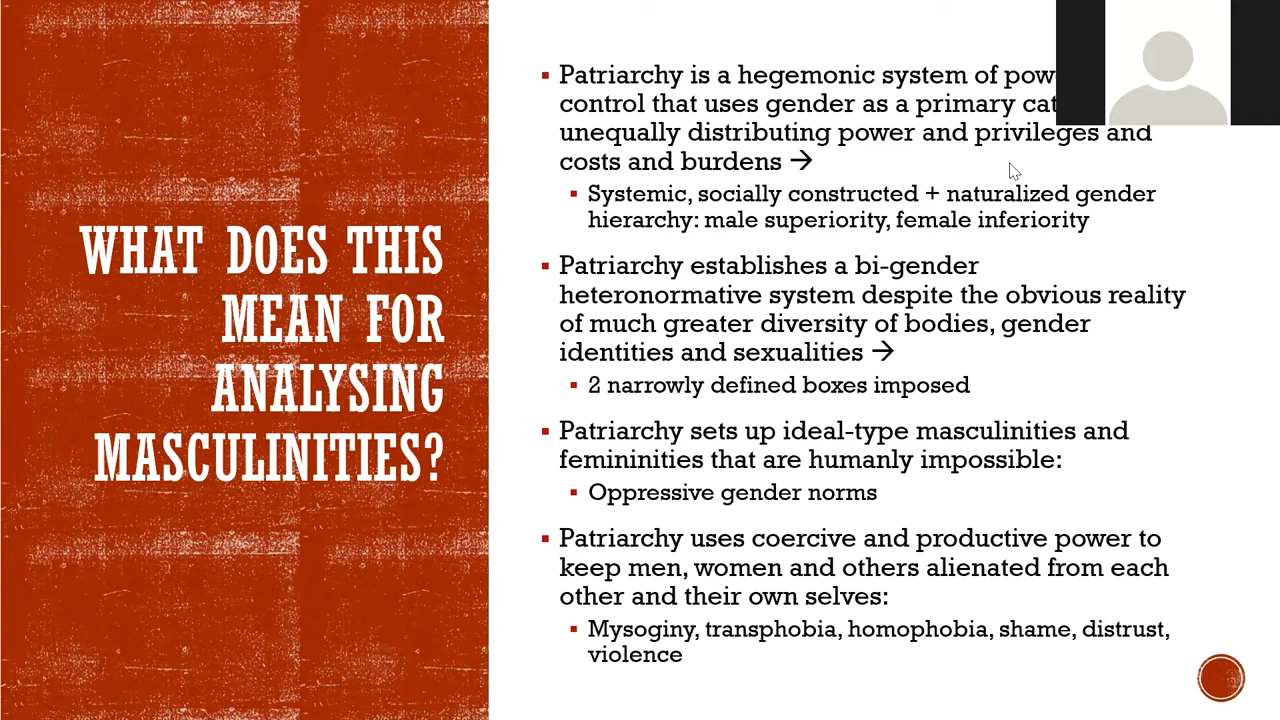 WHAT DOES THIS
MEAN FOR
ANALYSING
MASCULINITIES?
Patriarchy is a hegemonic system of
control that uses gender as a primary
unequally distributing power and privileges and
costs and burdens →
Systemic, socially constructed + naturalized gender
hierarchy: male superiority, female inferiority
Patriarchy establishes a bi-gender
heteronormative system despite the obvious reality
of much greater diversity of bodies, gender
identities and sexualities →
2 narrowly defined boxes imposed
Patriarchy sets up ideal-type masculinities and
femininities that are humanly impossible:
Oppressive gender norms
Patriarchy uses coercive and productive power to
keep men, women and others alienated from each
other and their own selves:
Mysoginy, transphobia, homophobia, shame, distrust,
violence